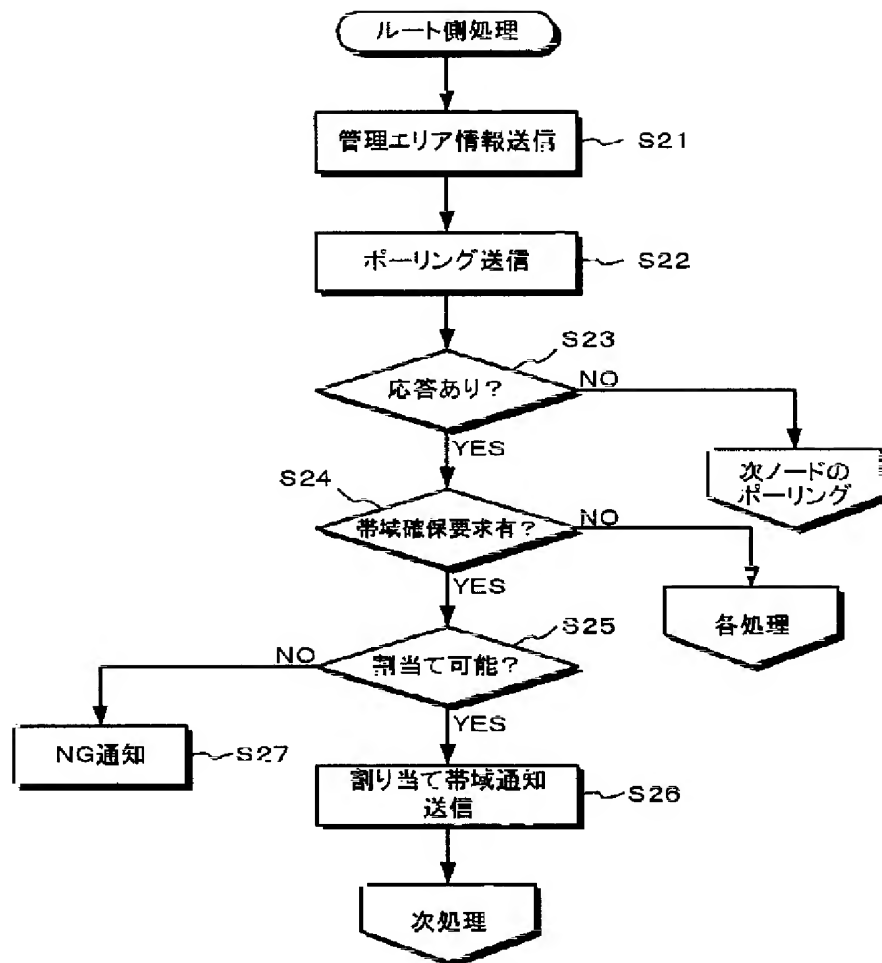 ルート側処理
管理エリア情報送信
S21
ポーリング送信
S22
S23
応答あり?
NO
YES
次ノードの
ポーリング
S24
帯域確保要求有?
NO
YES
各処理
S25
割当て可能?
NO
YES
NG通知
S27
割り当て帯域通知
送信
S26
次処理